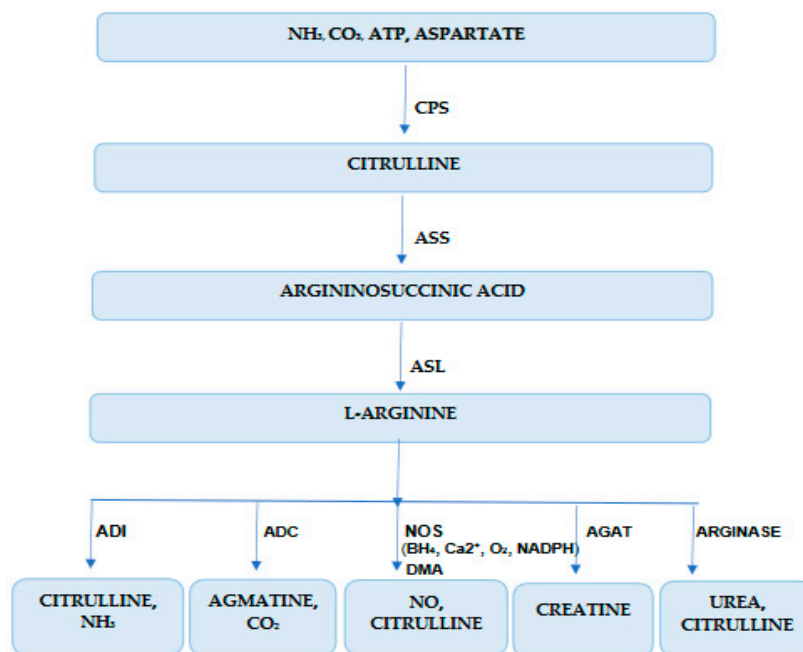 NH₃, CO₂, ATP, ASPARTATE
CPS
CITRULLINE
ASS
ARGININOSUCCINIC ACID
ASL
L-ARGININE
ADI
ADC
NOS
(BH₄, Ca2⁺, O₂, NADPH)
DMA
AGAT
ARGINASE
CITRULLINE,
NH₃
AGMATINE,
CO₂
NO,
CITRULLINE
CREATINE
UREA,
CITRULLINE